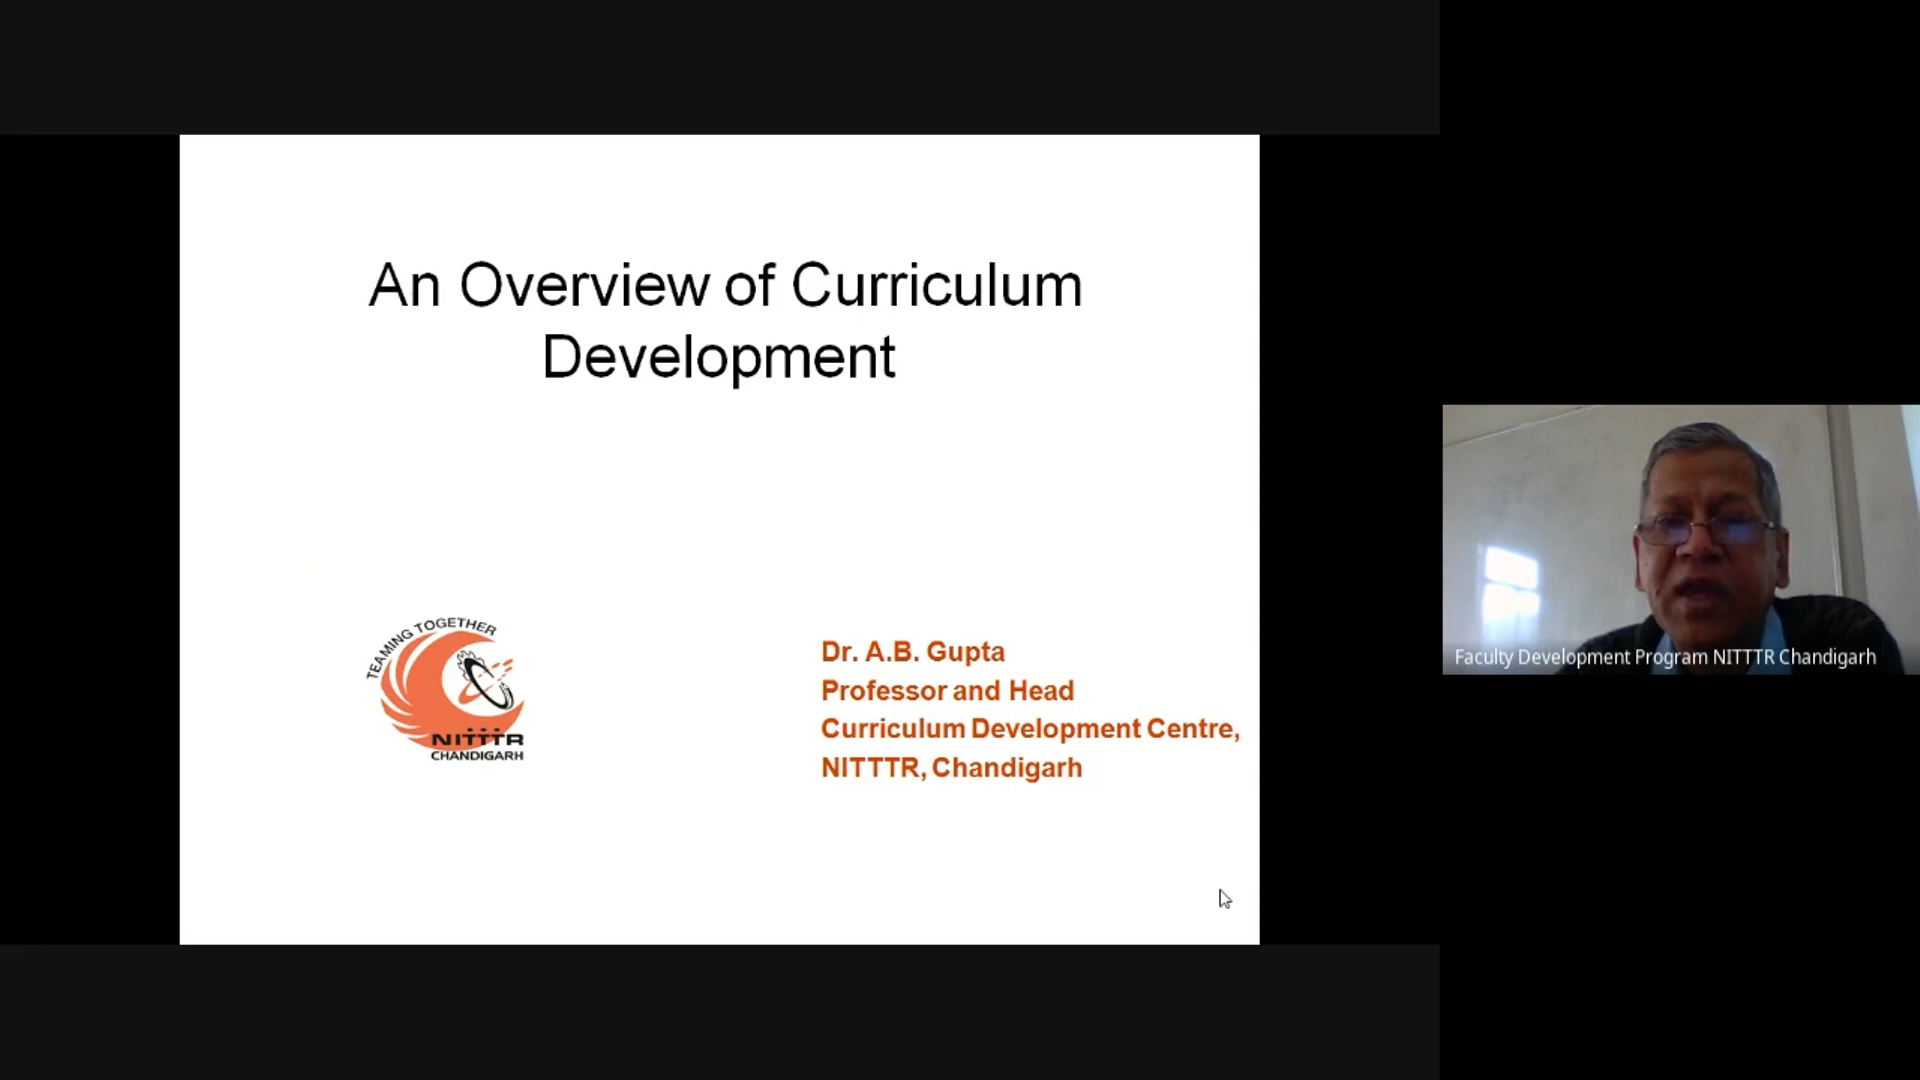 An Overview of Curriculum
Development
TEAMING TOGETHER
NITTTR
CHANDIGARH
Dr. A.B. Gupta
Professor and Head
Curriculum Development Centre,
NITTTR, Chandigarh
Faculty Development Program NITTTR Chandigarh